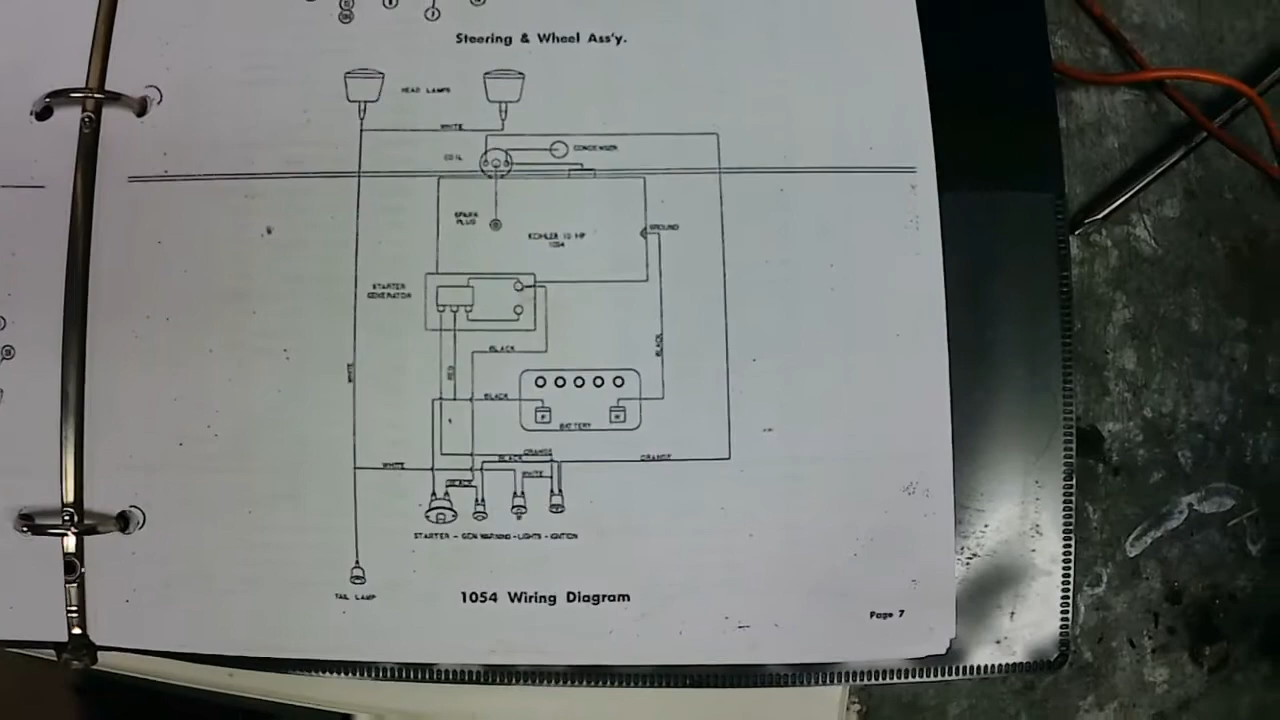 Steering & Wheel Ass'y.
HEAD LAMPS
WHITE
CONDENSER
COIL
SPARK
PLUG
GROUND
KOHLER 10 HP
1054
STARTER
GENERATOR
BLACK
BLACK
WHITE
RED
BLACK
BATTERY
ORANGE
BLACK
ORANGE
WHITE
WHITE
STARTER - GEN WARNING - LIGHTS - IGNITION
TAIL LAMP
1054 Wiring Diagram
Page 7